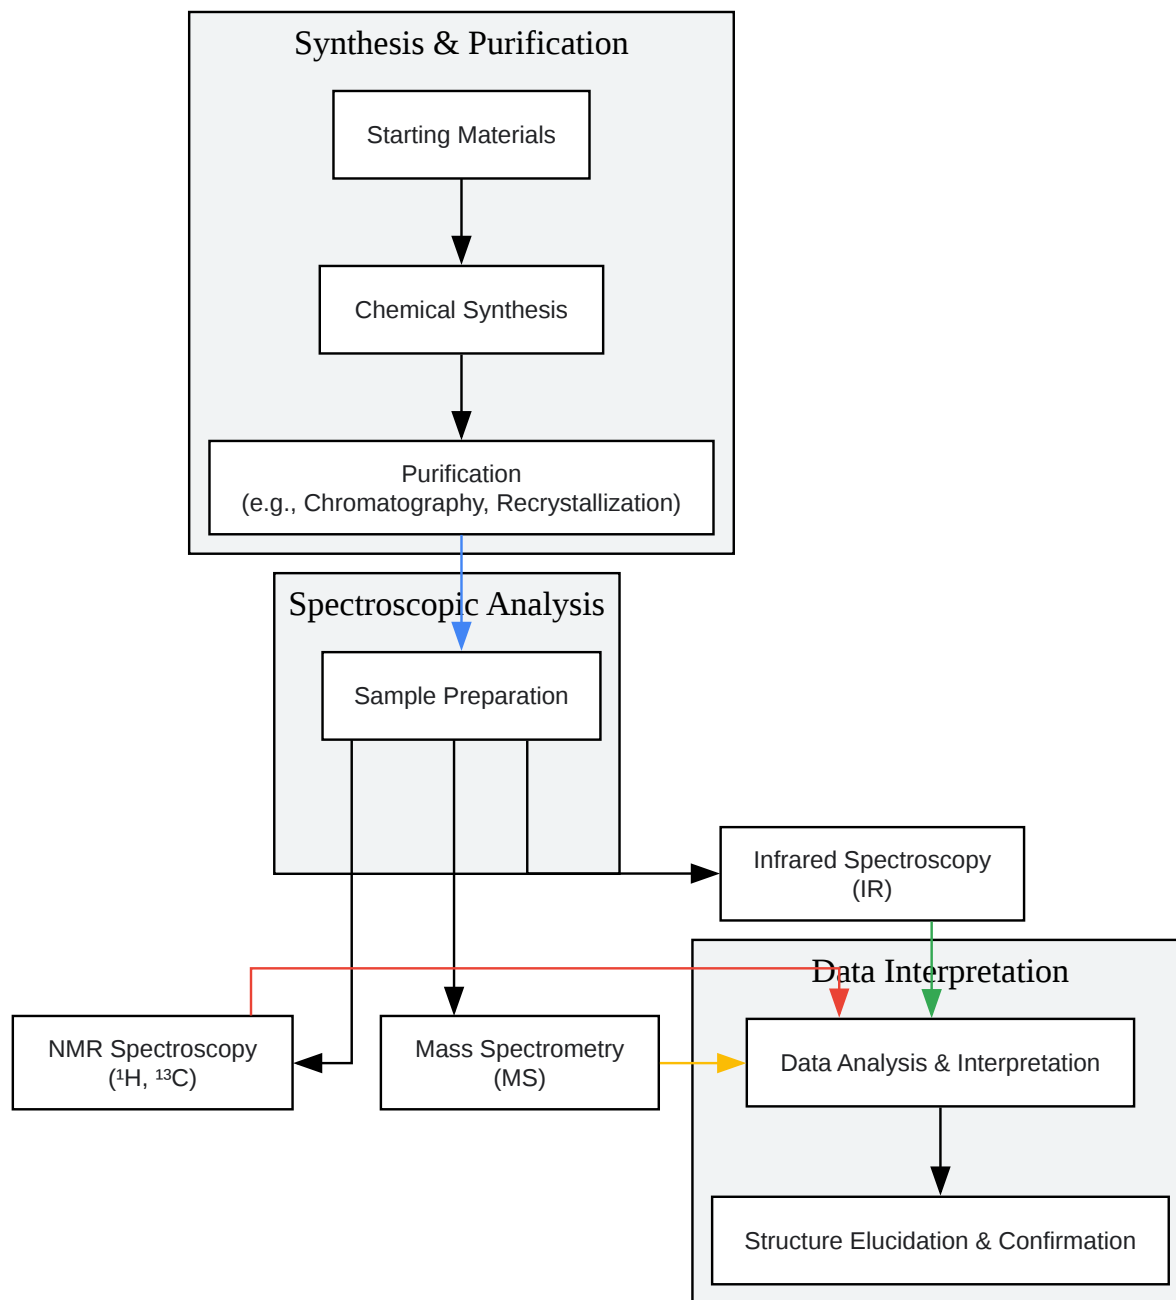 Synthesis & Purification
Starting Materials
Chemical Synthesis
Purification
(e.g., Chromatography, Recrystallization)
Spectroscopic Analysis
Sample Preparation
Infrared Spectroscopy
(IR)
Data Interpretation
NMR Spectroscopy
(¹H, ¹³C)
Mass Spectrometry
(MS)
Data Analysis & Interpretation
Structure Elucidation & Confirmation